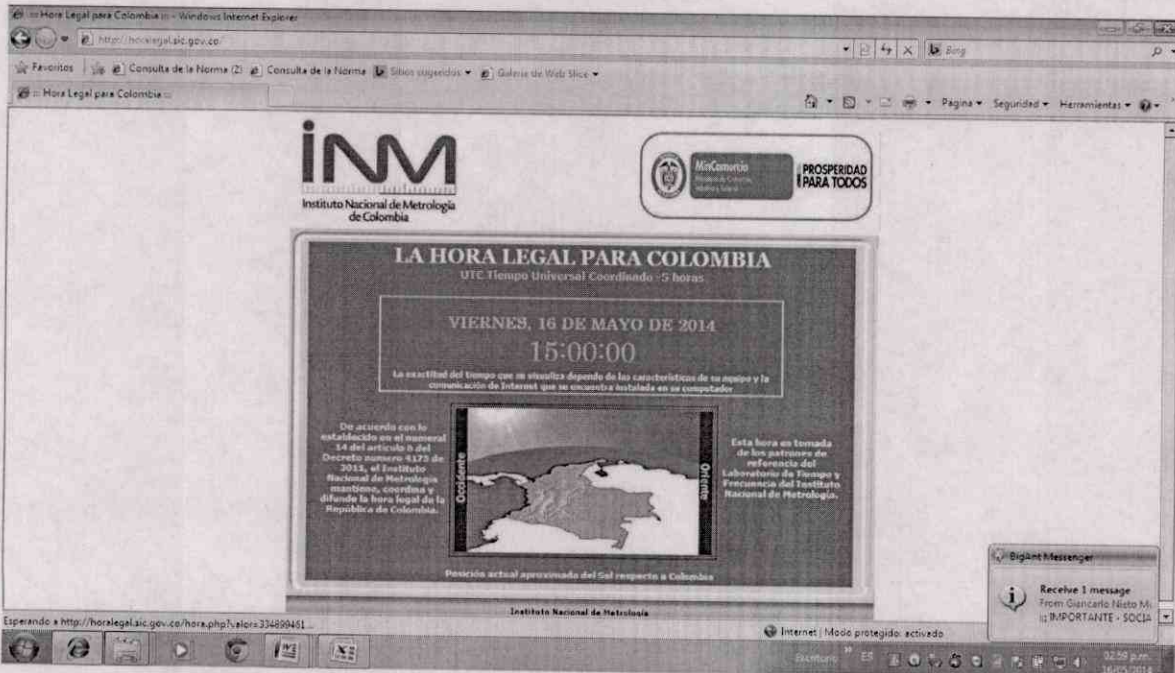 ::: Hora Legal para Colombia ::: - Windows Internet Explorer
http://horalegal.sic.gov.co/
Bing
Favoritos
Consulta de la Norma (2)
Consulta de la Norma
Sitios sugeridos
Galería de Web Slice
::: Hora Legal para Colombia :::
Página
Seguridad
Herramientas
INM
Instituto Nacional de Metrología
de Colombia
MinComercio
PROSPERIDAD
PARA TODOS
LA HORA LEGAL PARA COLOMBIA
UTC Tiempo Universal Coordinado -5 horas
VIERNES, 16 DE MAYO DE 2014
15:00:00
La exactitud del tiempo que se visualiza depende de las características de su equipo y la
comunicación de Internet que se encuentra instalada en su computador
De acuerdo con lo
establecido en el numeral
14 del artículo 6 del
Decreto número 4175 de
2011, el Instituto
Nacional de Metrología
mantiene, coordina y
difunde la hora legal de la
República de Colombia.
Occidente
Oriente
Esta hora es tomada
de los patrones de
referencia del
Laboratorio de Tiempo y
Frecuencia del Instituto
Nacional de Metrología.
Posición actual aproximada del Sol respecto a Colombia
Instituto Nacional de Metrología
BigAnt Messenger
Receive 1 message
From Giancarlo Nieto
IMPORTANTE - SOCIA
Esperando a http://horalegal.sic.gov.co/hora.php?valor=334899461...
Internet | Modo protegido: activado
Escritorio
ES
02:59 p.m.
16/05/2014